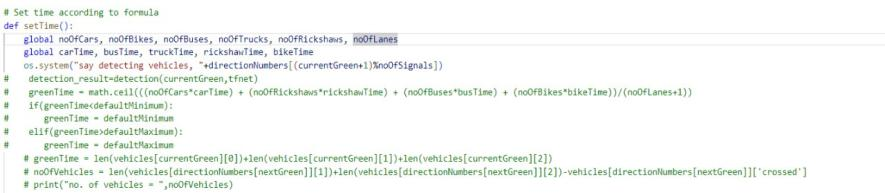 # Set time according to formula
def setTime():
    global noOfCars, noOfBikes, noOfBuses, noOfTrucks, noOfRickshaws, noOfLanes
    global carTime, busTime, truckTime, rickshawTime, bikeTime
    os.system("say detecting vehicles, "+directionNumbers[(currentGreen+1)%noOfSignals])
#    detection_result=detection(currentGreen,tfnet)
#    greenTime = math.ceil(((noOfCars*carTime) + (noOfRickshaws*rickshawTime) + (noOfBuses*busTime) + (noOfBikes*bikeTime))/(noOfLanes+1))
#    if(greenTime<defaultMinimum):
#       greenTime = defaultMinimum
#    elif(greenTime>defaultMaximum):
#       greenTime = defaultMaximum
    # greenTime = len(vehicles[currentGreen][0])+len(vehicles[currentGreen][1])+len(vehicles[currentGreen][2])
    # noOfVehicles = len(vehicles[directionNumbers[nextGreen]][1])+len(vehicles[directionNumbers[nextGreen]][2])-vehicles[directionNumbers[nextGreen]]['crossed']
    # print("no. of vehicles = ",noOfVehicles)